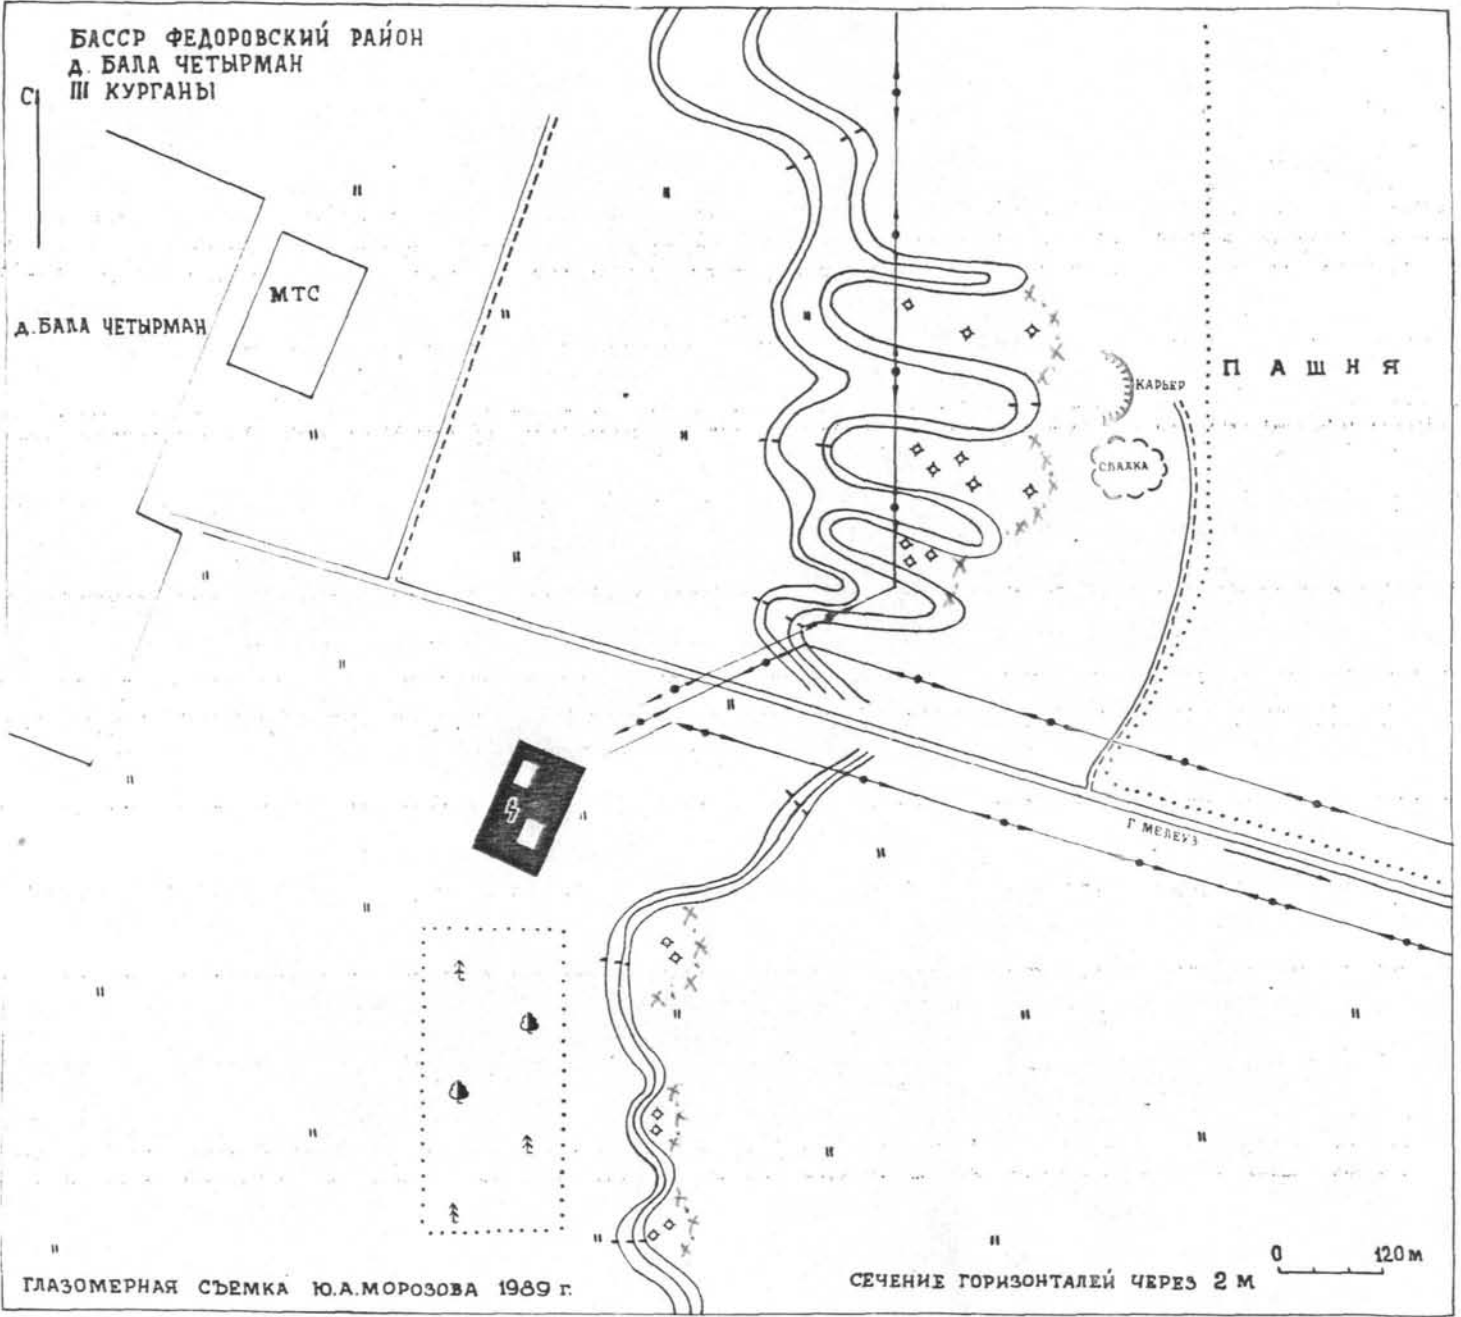 БАССР ФЕДОРОВСКИЙ РАЙОН
Д. БАЛА ЧЕТЫРМАН
III КУРГАНЫ
С
МТС
Д. БАЛА ЧЕТЫРМАН
ПАШНЯ
КАРЬЕР
СВАЛКА
Г МЕЛЕУЗ
0 120 М
ГЛАЗОМЕРНАЯ СЪЕМКА Ю.А.МОРОЗОВА 1989 г.
СЕЧЕНИЕ ГОРИЗОНТАЛЕЙ ЧЕРЕЗ 2 М